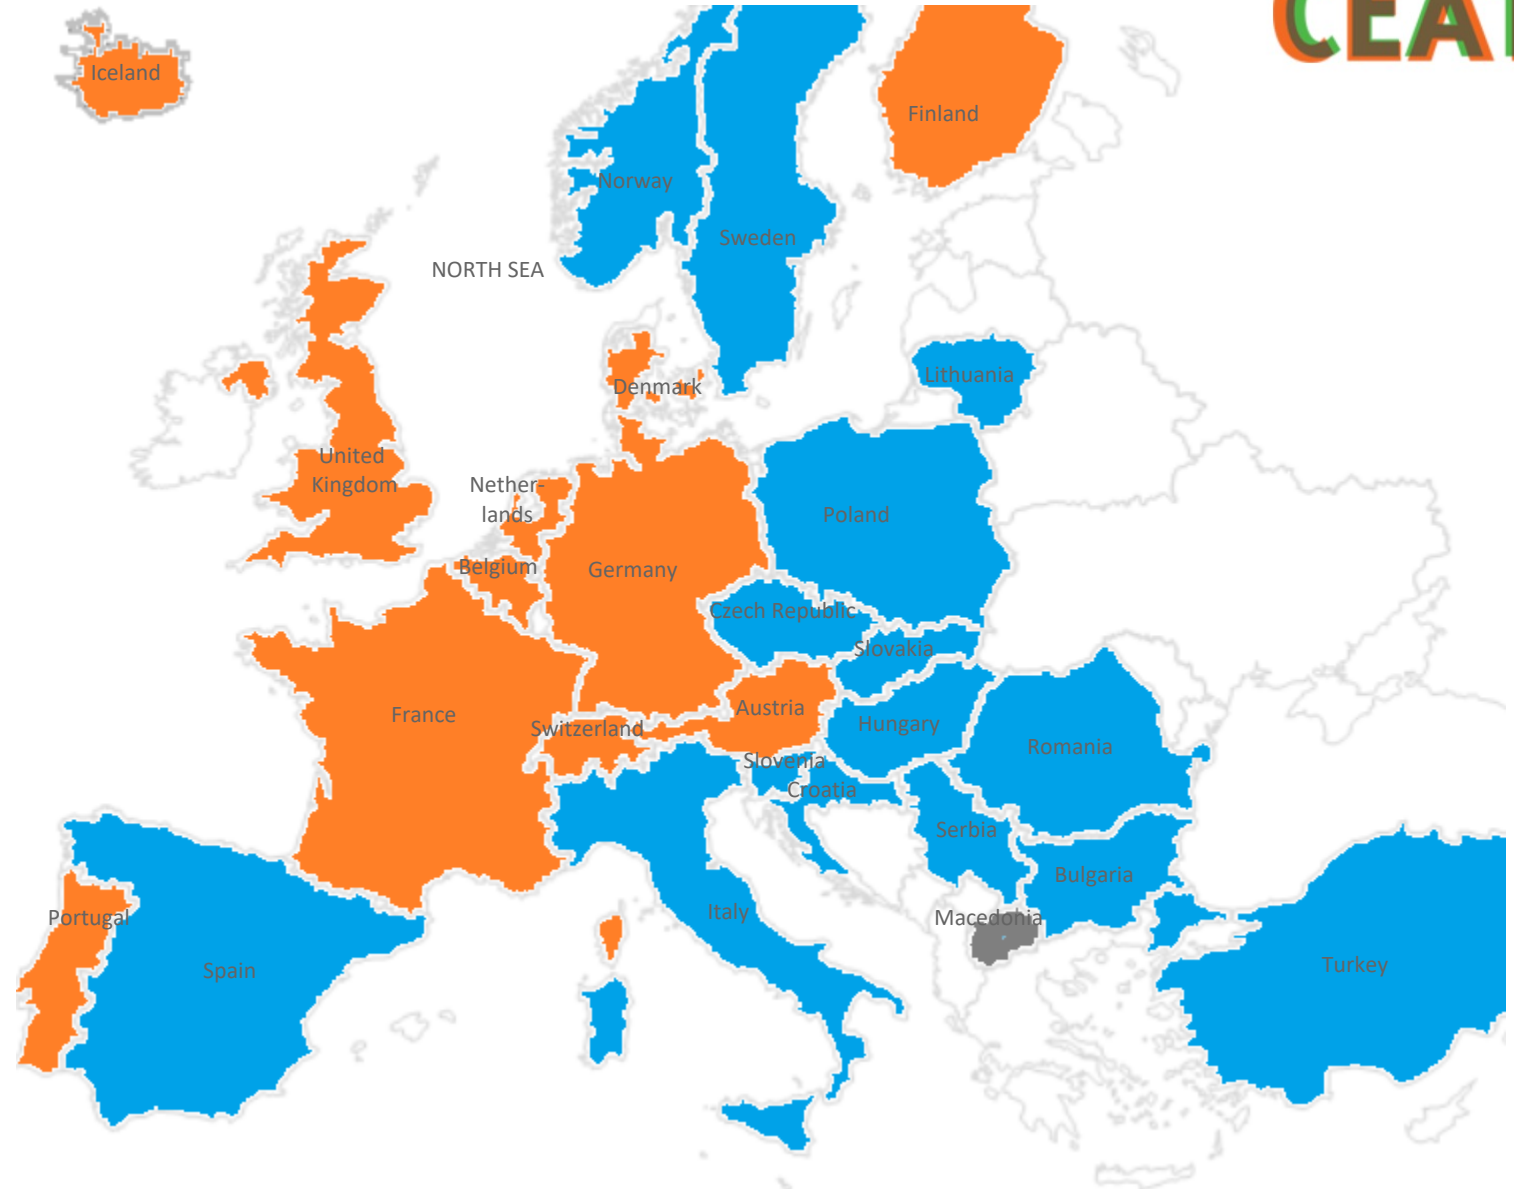 CEA
Iceland
Finland
Norway
Sweden
NORTH SEA
Lithuania
Denmark
United
Kingdom
Nether-
lands
Poland
Belgium
Germany
Czech Republic
Slovakia
Austria
France
Switzerland
Hungary
Romania
Slovenia
Croatia
Serbia
Bulgaria
Italy
Macedonia
Portugal
Spain
Turkey